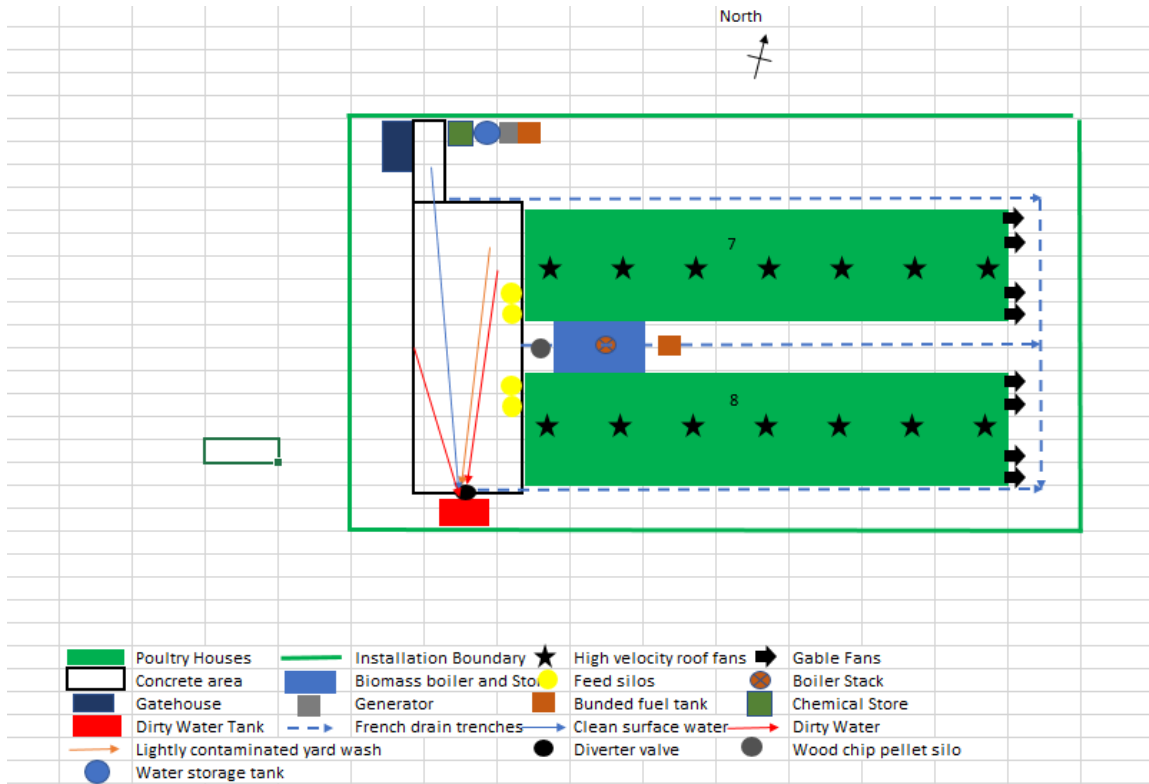 North
7
8
Poultry Houses Installation Boundary High velocity roof fans Gable Fans
Concrete area Biomass boiler and Sto Feed silos Boiler Stack
Gatehouse Generator Bunded fuel tank Chemical Store
Dirty Water Tank French drain trenches Clean surface water Dirty Water
Lightly contaminated yard wash Diverter valve Wood chip pellet silo
Water storage tank